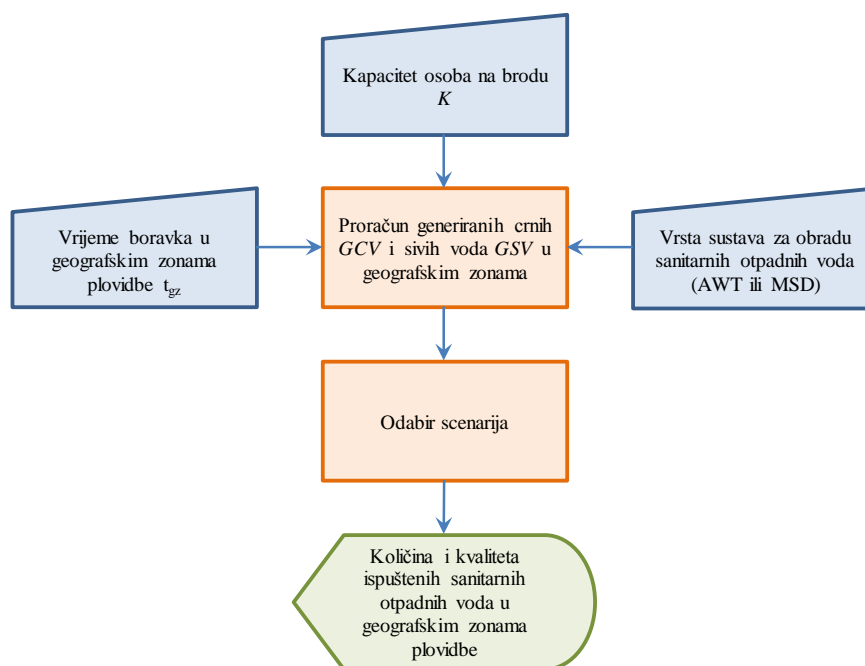 Kapacitet osoba na brodu
K
Vrijeme boravka u
geografskim zonama
plovidbe tgz
Proračun generiranih crnih
GCV i sivih voda GSV u
geografskim zonama
Vrsta sustava za obradu
sanitarnih otpadnih voda
(AWT ili MSD)
Odabir scenarija
Količina i kvaliteta
ispuštenih sanitarnih
otpadnih voda u
geografskim zonama
plovidbe